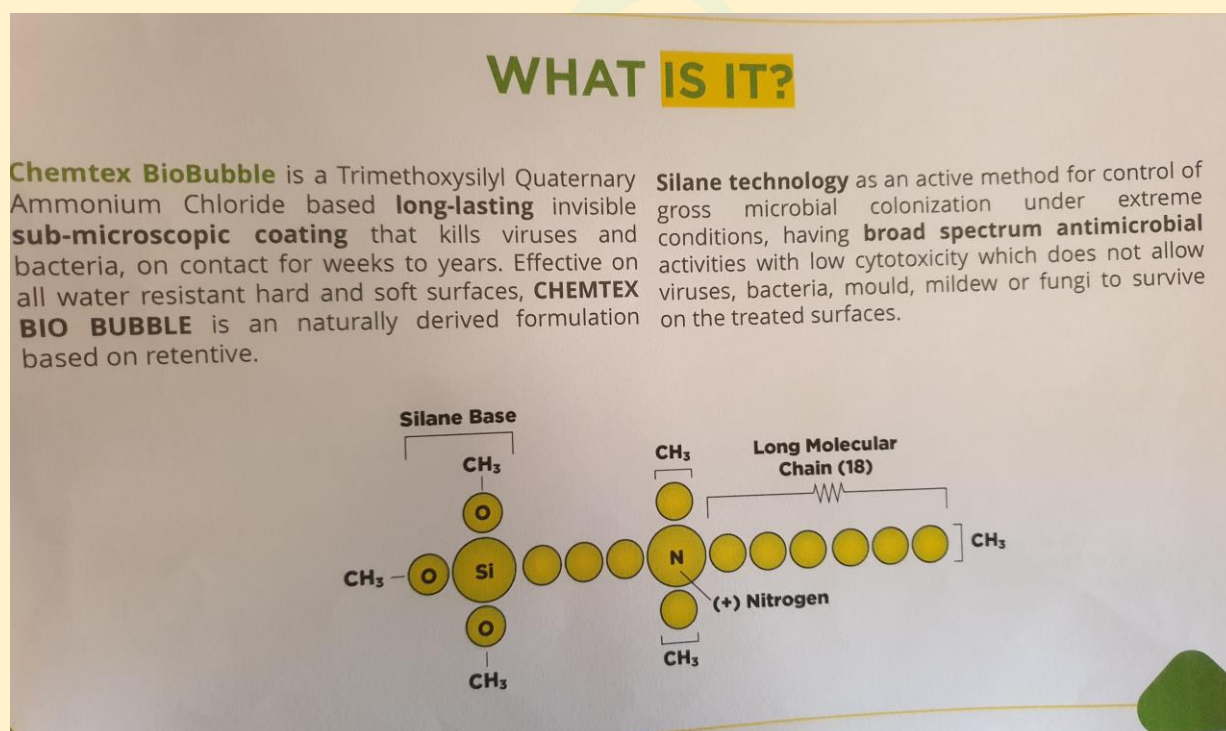 WHAT IS IT?
Chemtex BioBubble is a Trimethoxysilyl Quaternary
Ammonium Chloride based long-lasting invisible
sub-microscopic coating that kills viruses and
bacteria, on contact for weeks to years. Effective on
all water resistant hard and soft surfaces, CHEMTEX
BIO BUBBLE is an naturally derived formulation
based on retentive.
Silane technology as an active method for control of
gross microbial colonization under extreme
conditions, having broad spectrum antimicrobial
activities with low cytotoxicity which does not allow
viruses, bacteria, mould, mildew or fungi to survive
on the treated surfaces.
Silane Base
CH₃
O
CH₃
O
Si
O
CH₃
CH₃
N
(+) Nitrogen
CH₃
Long Molecular
Chain (18)
CH₃